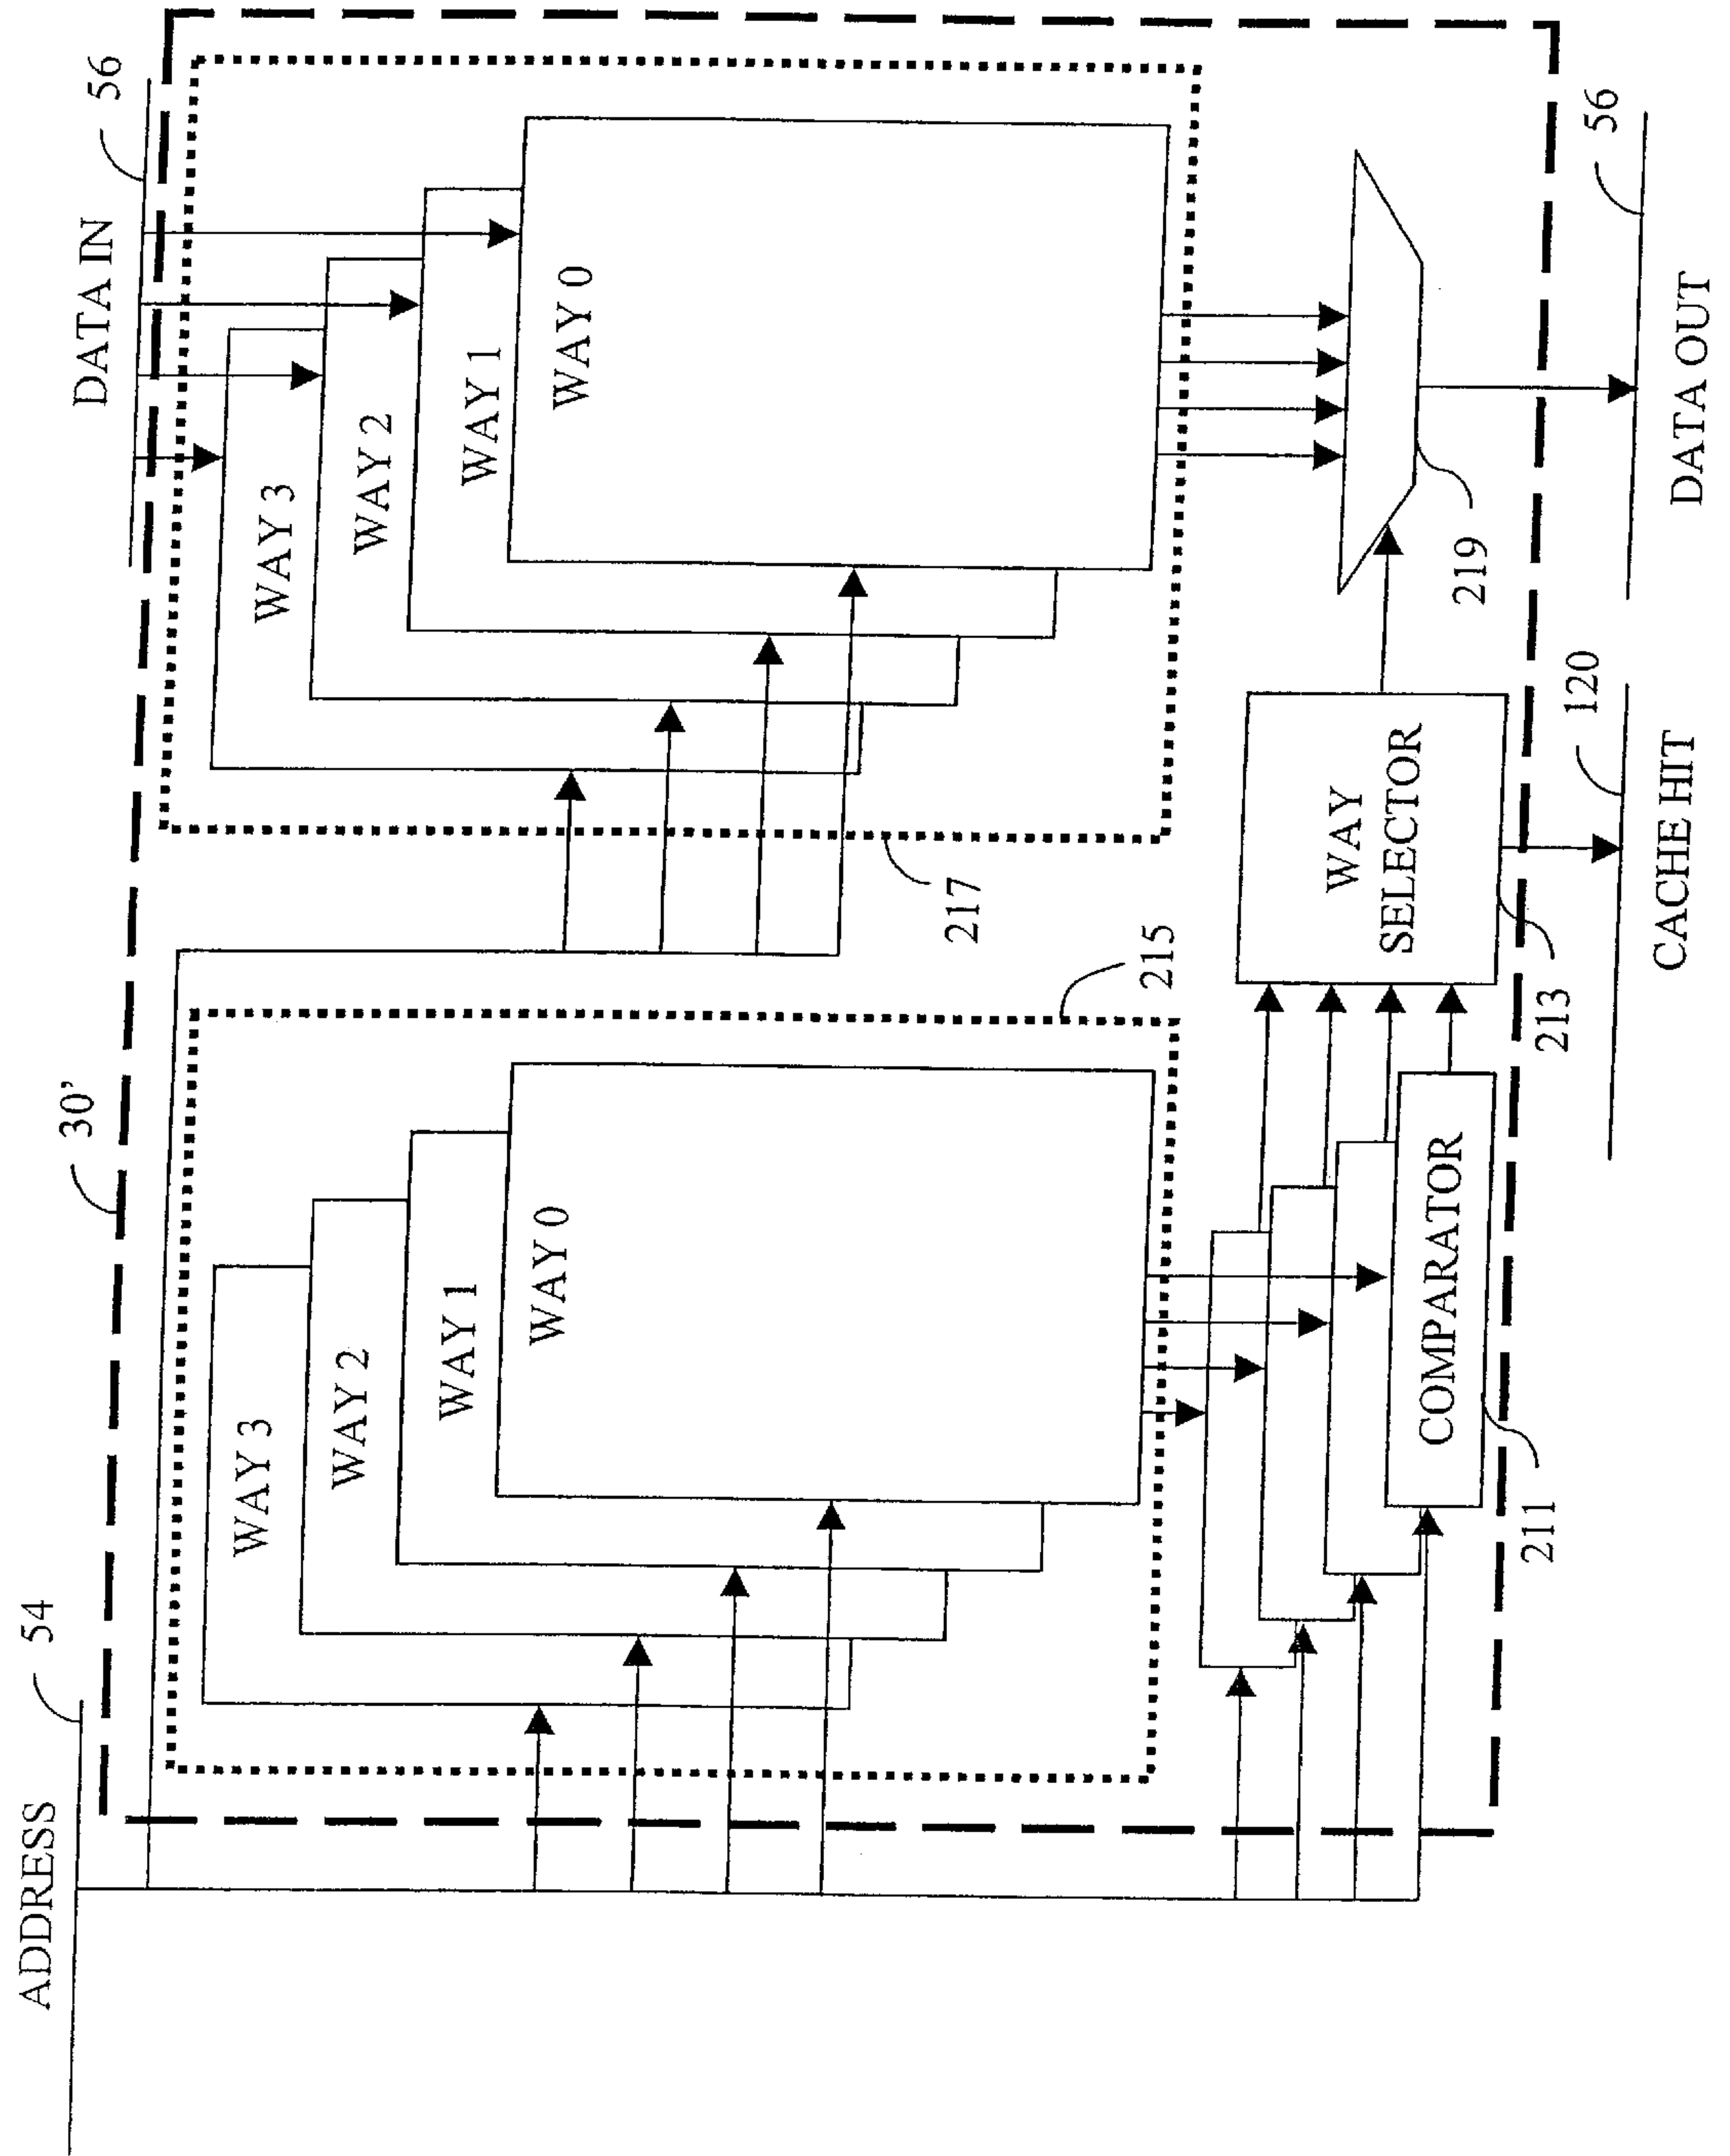 ADDRESS
54
30'
DATA IN
56
WAY 3
WAY 2
WAY 1
WAY 0
WAY 3
WAY 2
WAY 1
WAY 0
217
215
COMPARATOR
211
WAY
SELECTOR
213
219
CACHE HIT
120
DATA OUT
56